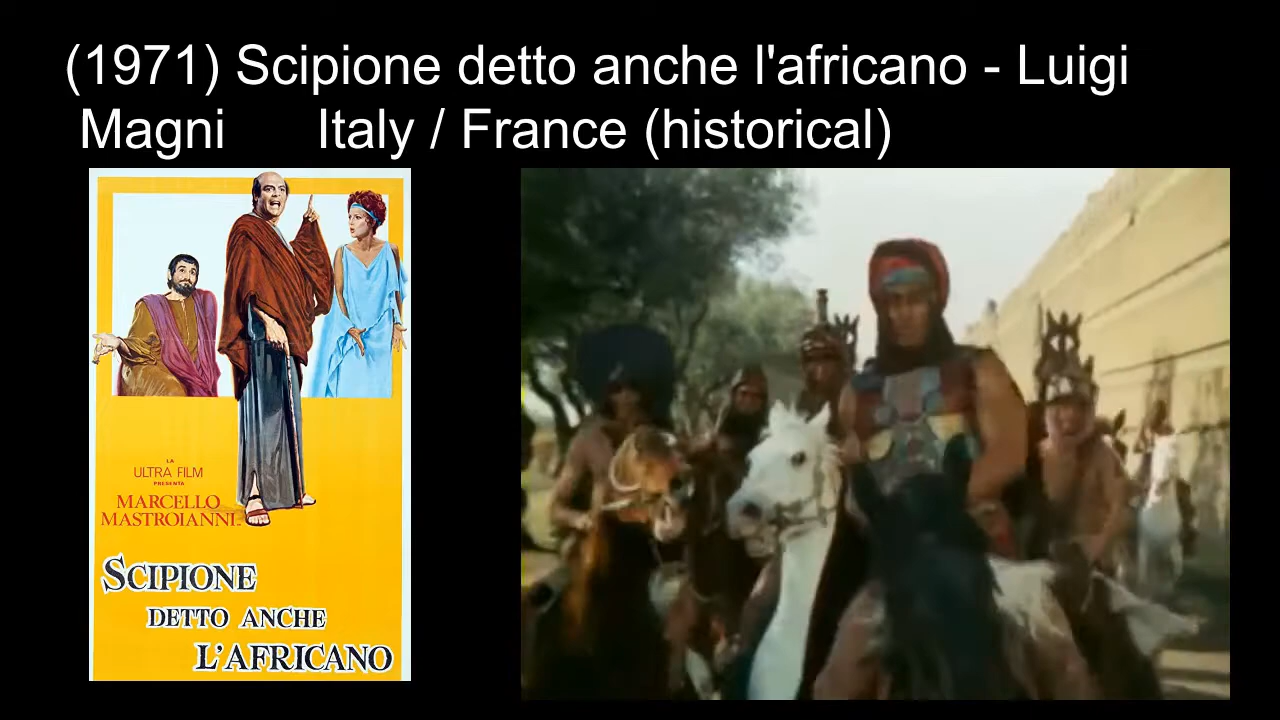 (1971) Scipione detto anche l'africano - Luigi
Magni Italy / France (historical)
LA
ULTRA FILM
PRESENTA
MARCELLO
MASTROIANNI
SCIPIONE
DETTO ANCHE
L'AFRICANO